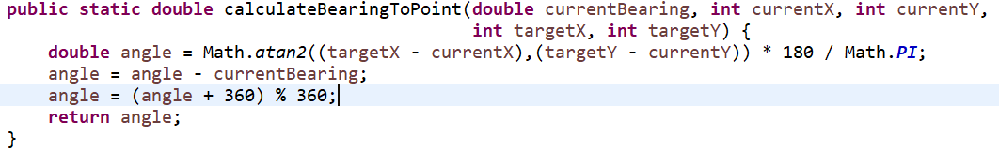 public static double calculateBearingToPoint(double currentBearing, int currentX, int currentY,
                                             int targetX, int targetY) {
    double angle = Math.atan2((targetX - currentX),(targetY - currentY)) * 180 / Math.PI;
    angle = angle - currentBearing;
    angle = (angle + 360) % 360;
    return angle;
}